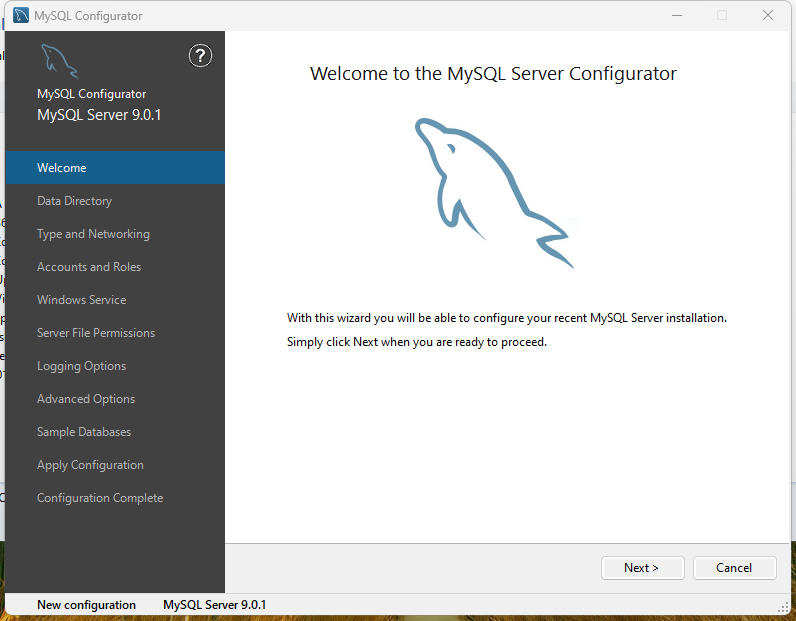 MySQL Configurator
?
MySQL Configurator
MySQL Server 9.0.1
Welcome
Data Directory
Type and Networking
Accounts and Roles
Windows Service
Server File Permissions
Logging Options
Advanced Options
Sample Databases
Apply Configuration
Configuration Complete
Welcome to the MySQL Server Configurator
With this wizard you will be able to configure your recent MySQL Server installation.
Simply click Next when you are ready to proceed.
Next >
Cancel
New configuration
MySQL Server 9.0.1